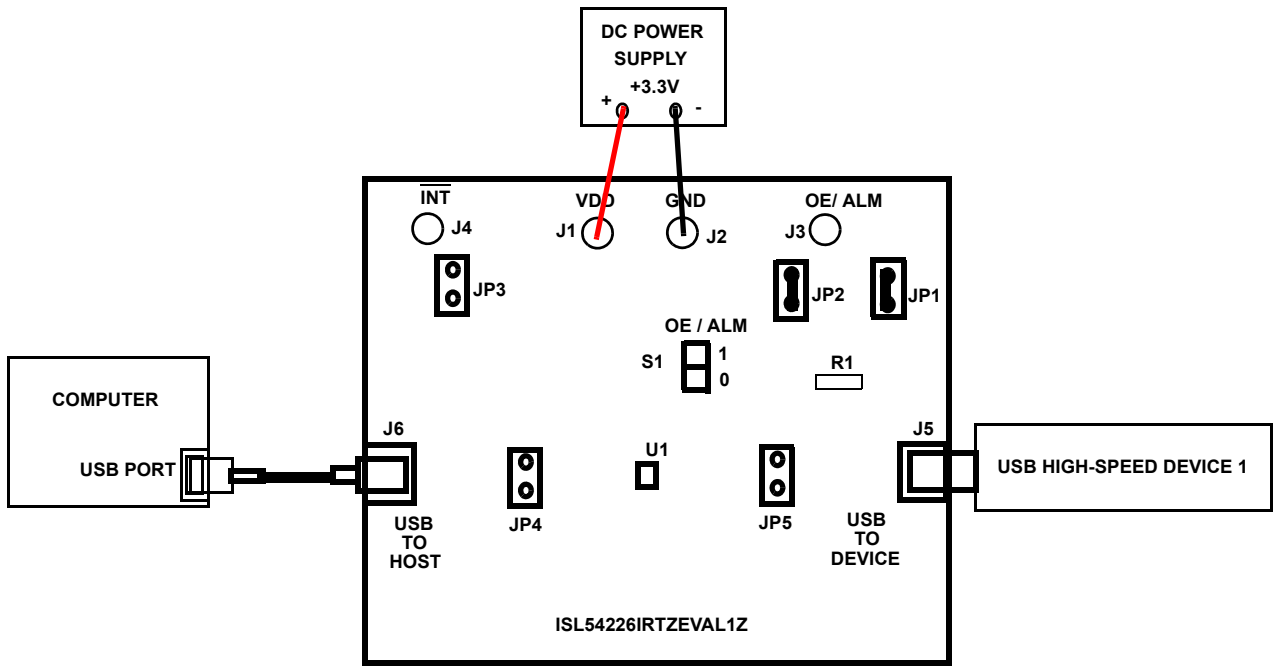 DC POWER
SUPPLY
+3.3V
+ -
INT
J4
VDD
GND
J1
J2
OE/ ALM
J3
JP3
JP2
JP1
OE / ALM
S1
1
0
R1
COMPUTER
USB PORT
J6
USB
TO
HOST
JP4
U1
JP5
J5
USB
TO
DEVICE
USB HIGH-SPEED DEVICE 1
ISL54226IRTZEVAL1Z